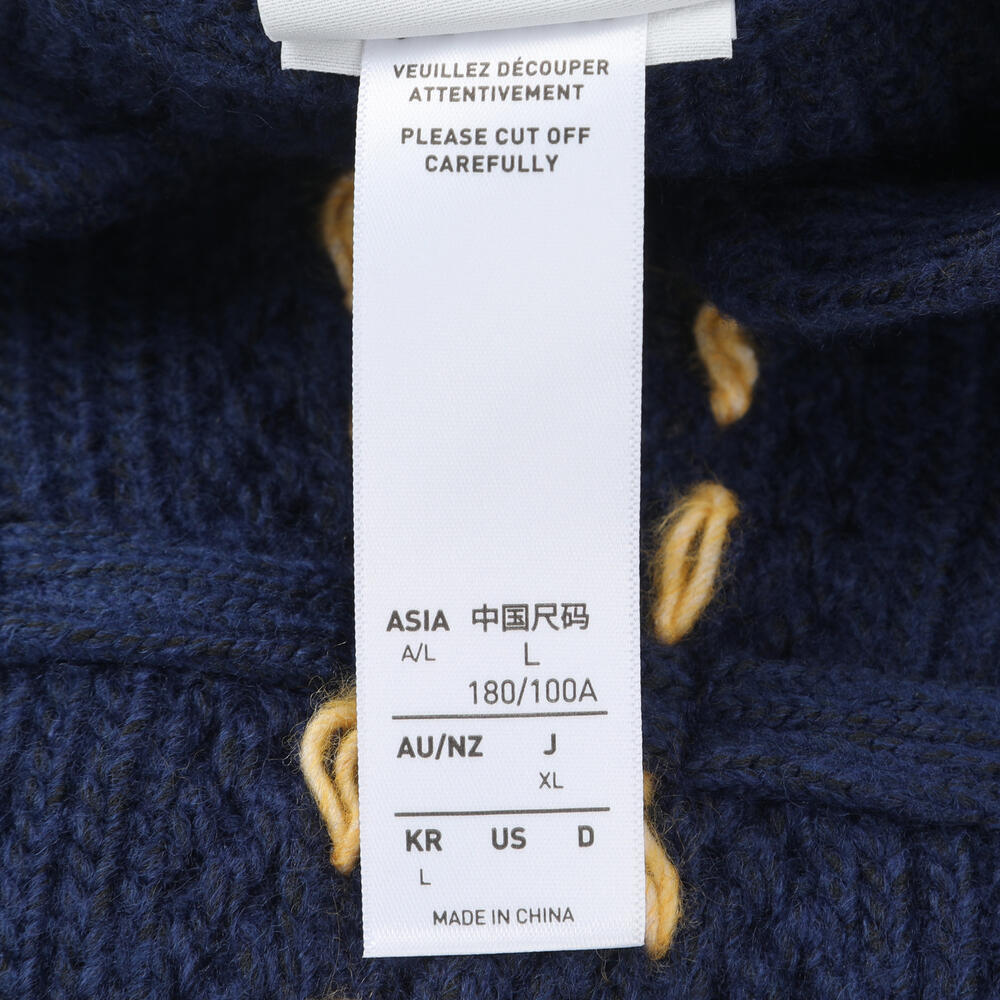 VEUILLEZ DÉCOUPER
ATTENTIVEMENT
PLEASE CUT OFF
CAREFULLY
ASIA 中国尺码
A/L L
180/100A
AU/NZ J
XL
KR US D
L
MADE IN CHINA